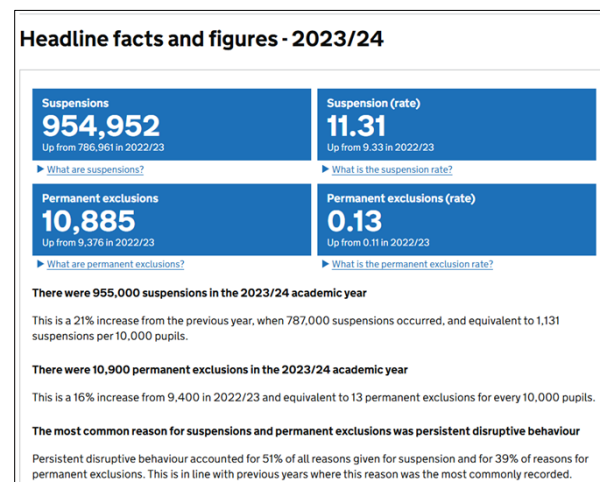 Headline facts and figures - 2023/24
Suspensions
954,952
Up from 786,961 in 2022/23
What are suspensions?
Suspension (rate)
11.31
Up from 9.33 in 2022/23
What is the suspension rate?
Permanent exclusions
10,885
Up from 9,376 in 2022/23
What are permanent exclusions?
Permanent exclusions (rate)
0.13
Up from 0.11 in 2022/23
What is the permanent exclusion rate?
There were 955,000 suspensions in the 2023/24 academic year
This is a 21% increase from the previous year, when 787,000 suspensions occurred, and equivalent to 1,131
suspensions per 10,000 pupils.
There were 10,900 permanent exclusions in the 2023/24 academic year
This is a 16% increase from 9,400 in 2022/23 and equivalent to 13 permanent exclusions for every 10,000 pupils.
The most common reason for suspensions and permanent exclusions was persistent disruptive behaviour
Persistent disruptive behaviour accounted for 51% of all reasons given for suspension and for 39% of reasons for
permanent exclusions. This is in line with previous years where this reason was the most commonly recorded.